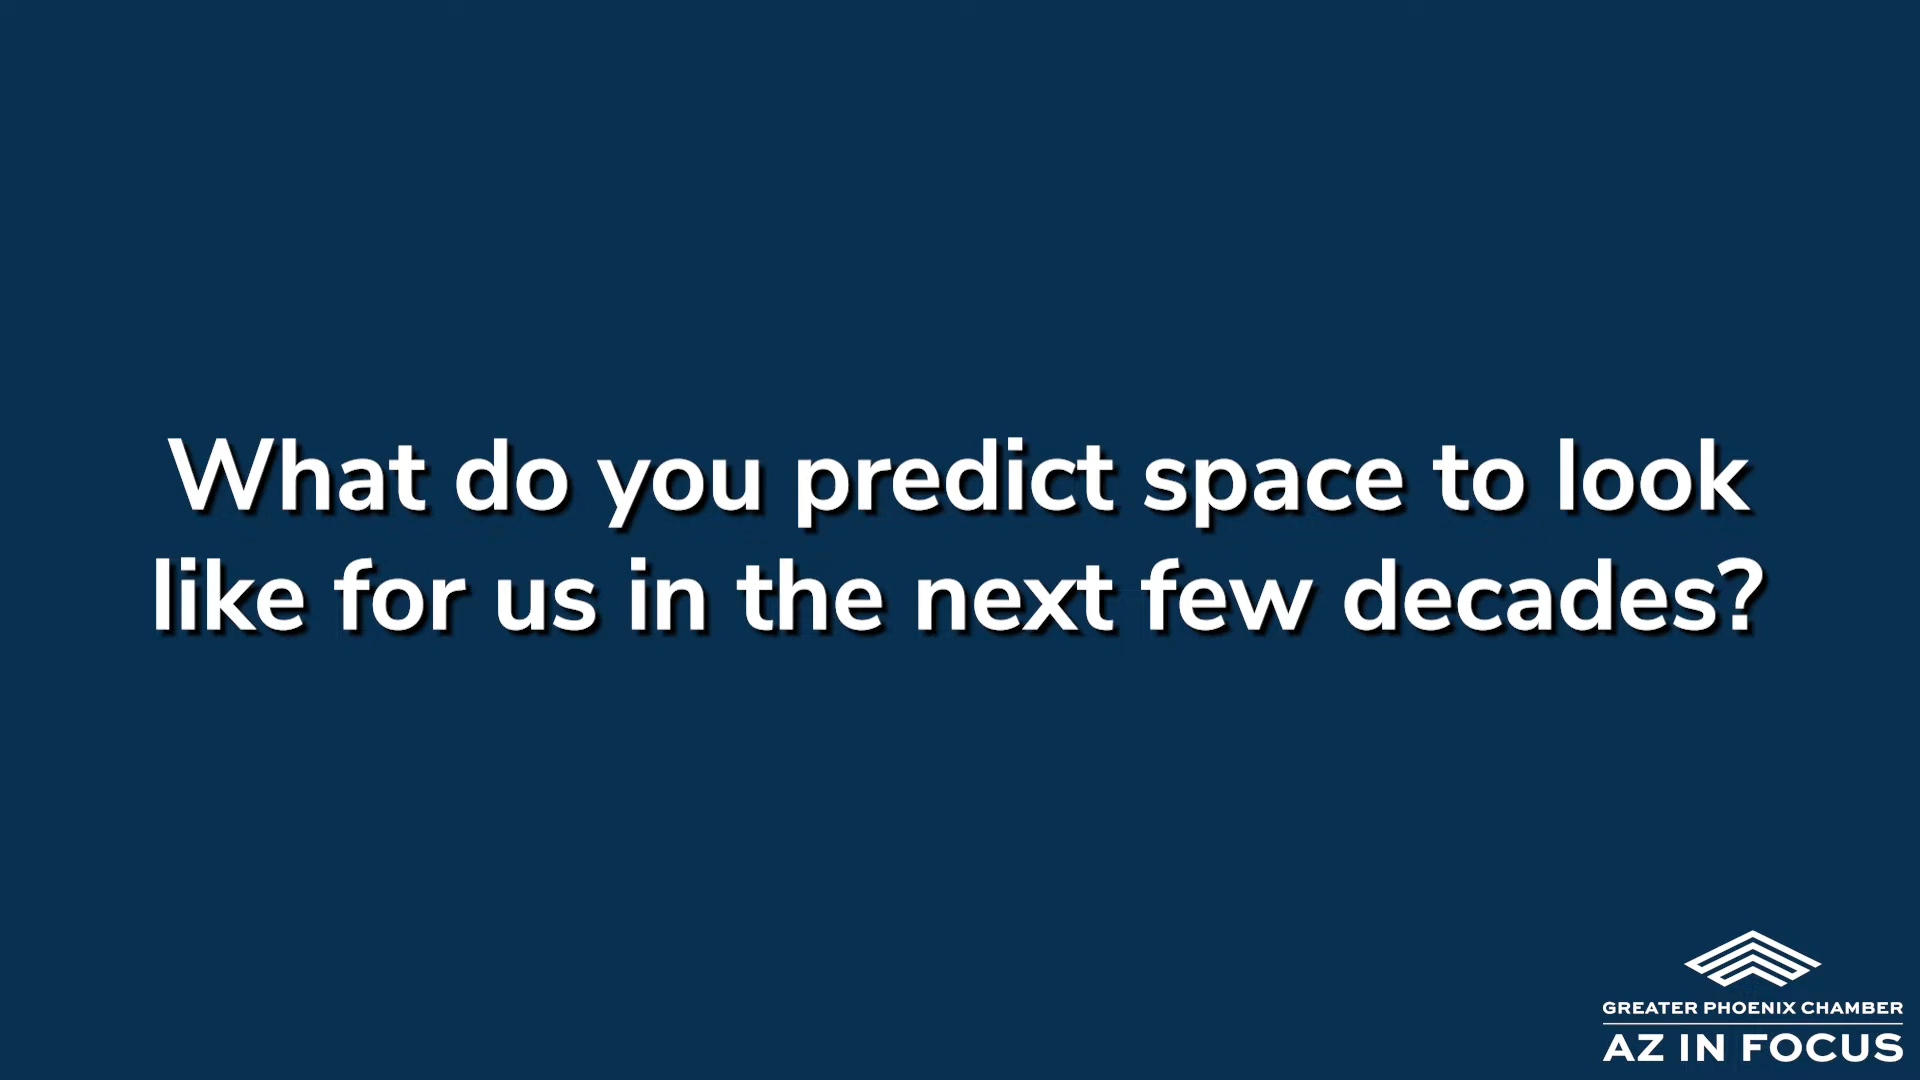 What do you predict space to look
like for us in the next few decades?
GREATER PHOENIX CHAMBER
AZ IN FOCUS